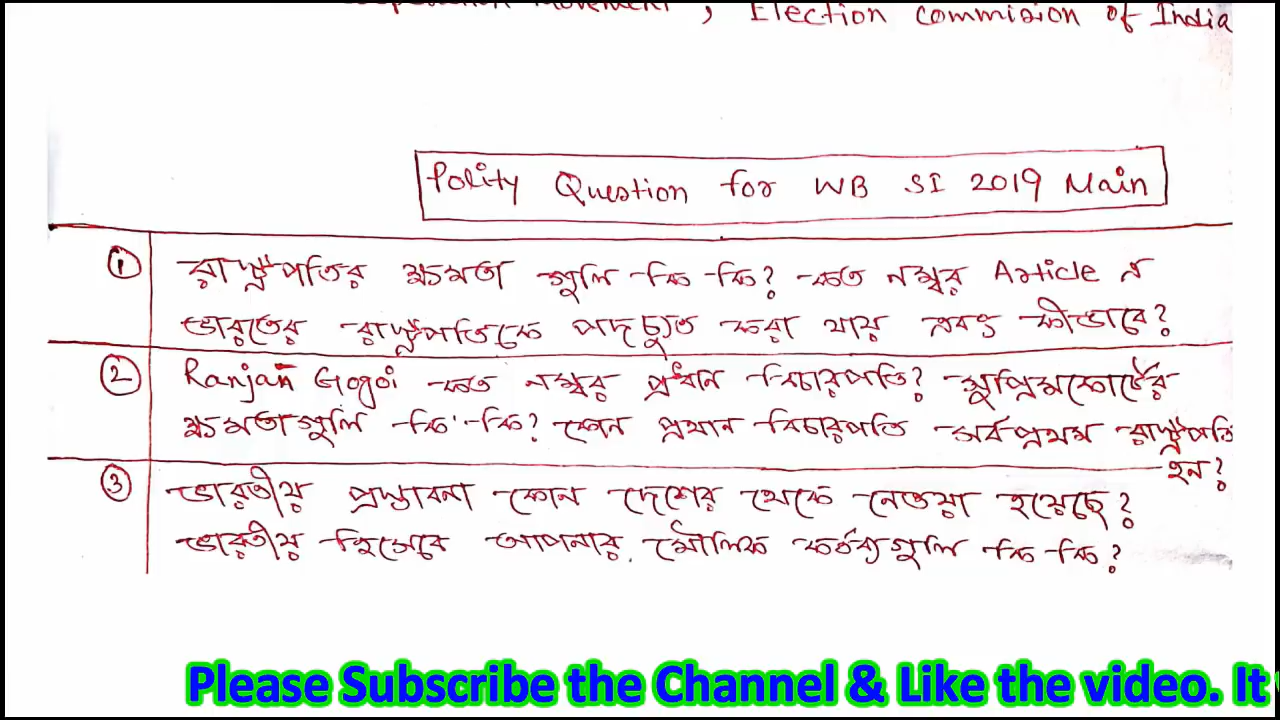 Movement, Election commision of India
Polity Question for WB SI 2019 Main
① রাষ্ট্রপতির ক্ষমতা গুলি কি কি? কত নম্বর Article এ
ভারতের রাষ্ট্রপতিকে পদচ্যুত করা যায় এবং কীভাবে?
② Ranjan Gogoi কত নম্বর প্রধান বিচারপতি? সুপ্রিমকোর্টের
ক্ষমতাগুলি কি কি? কোন প্রধান বিচারপতি সর্বপ্রথম রাষ্ট্রপতি
হন?
③ ভারতীয় প্রস্তাবনা কোন দেশের থেকে নেওয়া হয়েছে?
ভারতীয় হিসেবে আপনার মৌলিক কর্তব্যগুলি কি কি?
Please Subscribe the Channel & Like the video. It